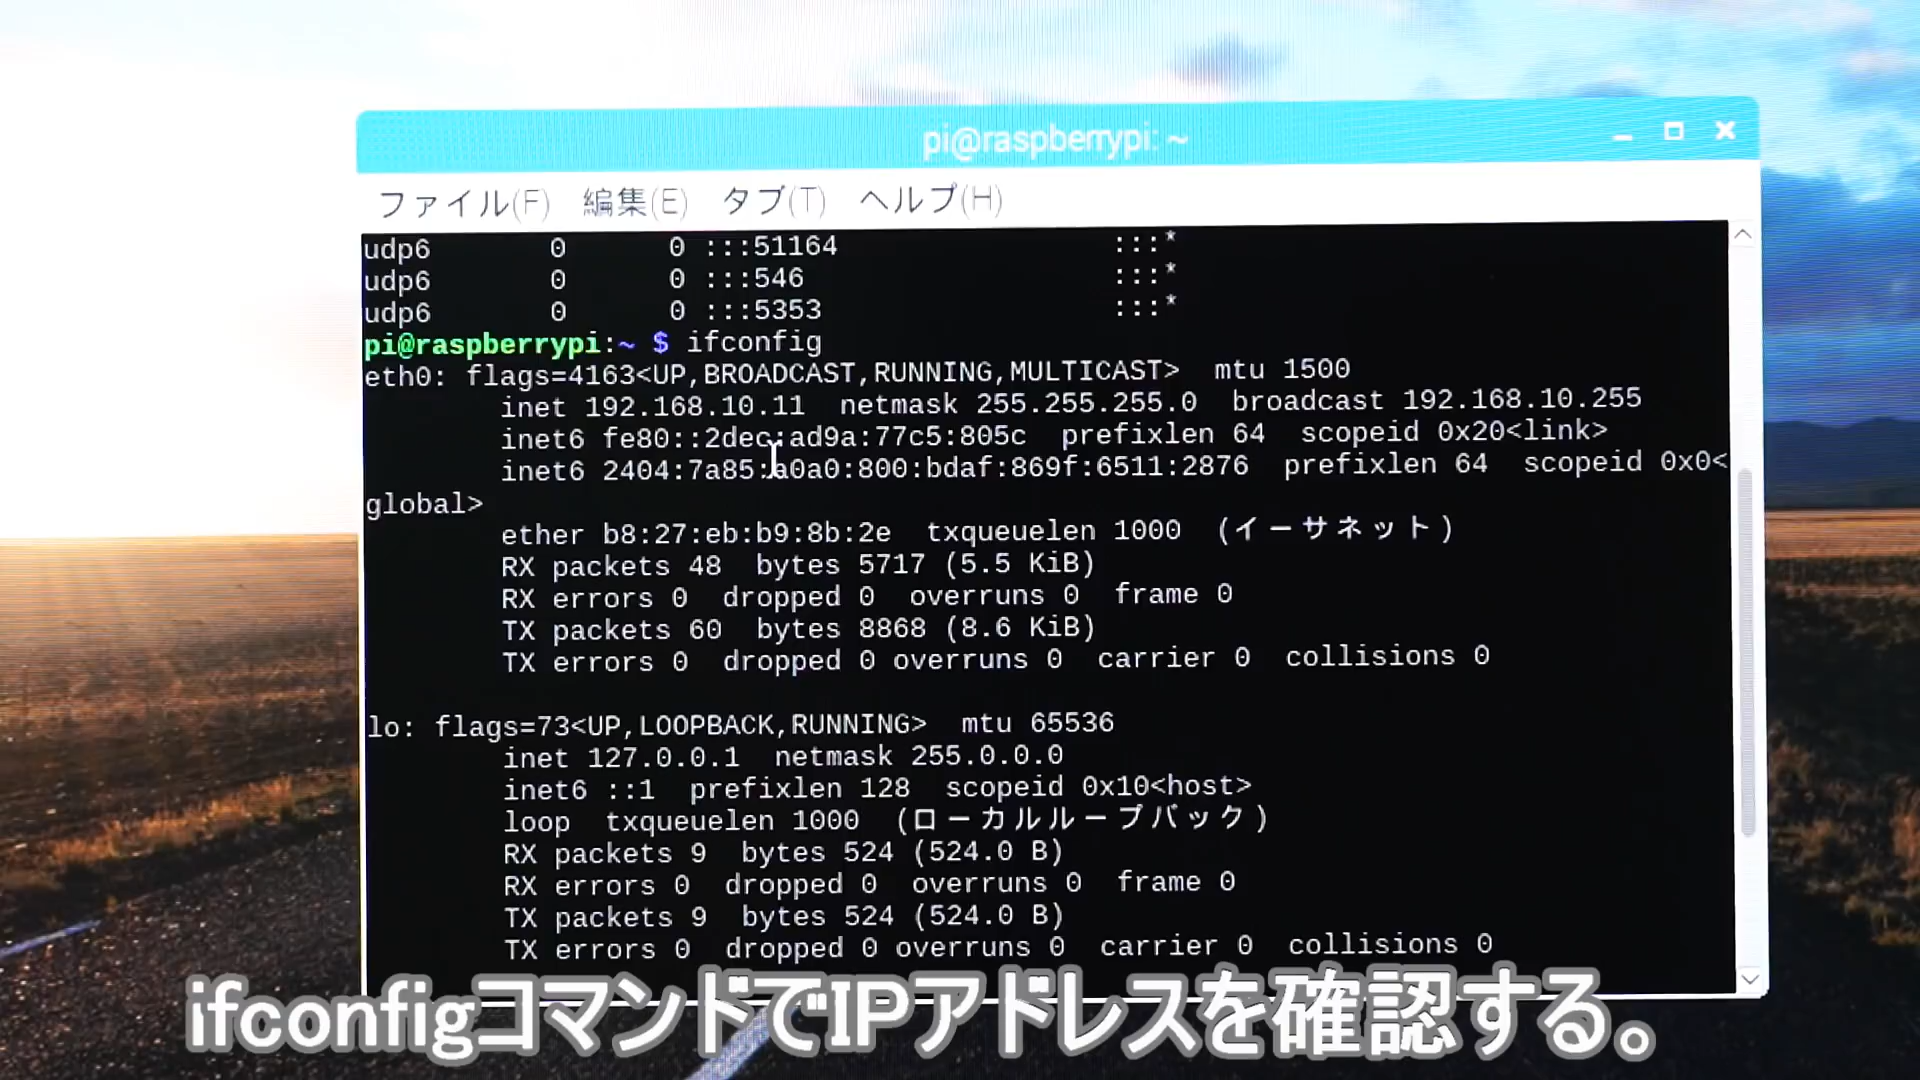 pi@raspberrypi: ~
ファイル(F) 編集(E) タブ(T) ヘルプ(H)
udp6 0 0 :::51164 :::*
udp6 0 0 :::546 :::*
udp6 0 0 :::5353 :::*
pi@raspberrypi:~ $ ifconfig
eth0: flags=4163<UP,BROADCAST,RUNNING,MULTICAST> mtu 1500
inet 192.168.10.11 netmask 255.255.255.0 broadcast 192.168.10.255
inet6 fe80::2dec:ad9a:77c5:805c prefixlen 64 scopeid 0x20<link>
inet6 2404:7a85:a0a0:800:bdaf:869f:6511:2876 prefixlen 64 scopeid 0x0<
global>
ether b8:27:eb:b9:8b:2e txqueuelen 1000 (イーサネット)
RX packets 48 bytes 5717 (5.5 KiB)
RX errors 0 dropped 0 overruns 0 frame 0
TX packets 60 bytes 8868 (8.6 KiB)
TX errors 0 dropped 0 overruns 0 carrier 0 collisions 0
lo: flags=73<UP,LOOPBACK,RUNNING> mtu 65536
inet 127.0.0.1 netmask 255.0.0.0
inet6 ::1 prefixlen 128 scopeid 0x10<host>
loop txqueuelen 1000 (ローカルループバック)
RX packets 9 bytes 524 (524.0 B)
RX errors 0 dropped 0 overruns 0 frame 0
TX packets 9 bytes 524 (524.0 B)
TX errors 0 dropped 0 overruns 0 carrier 0 collisions 0
ifconfigコマンドでIPアドレスを確認する。